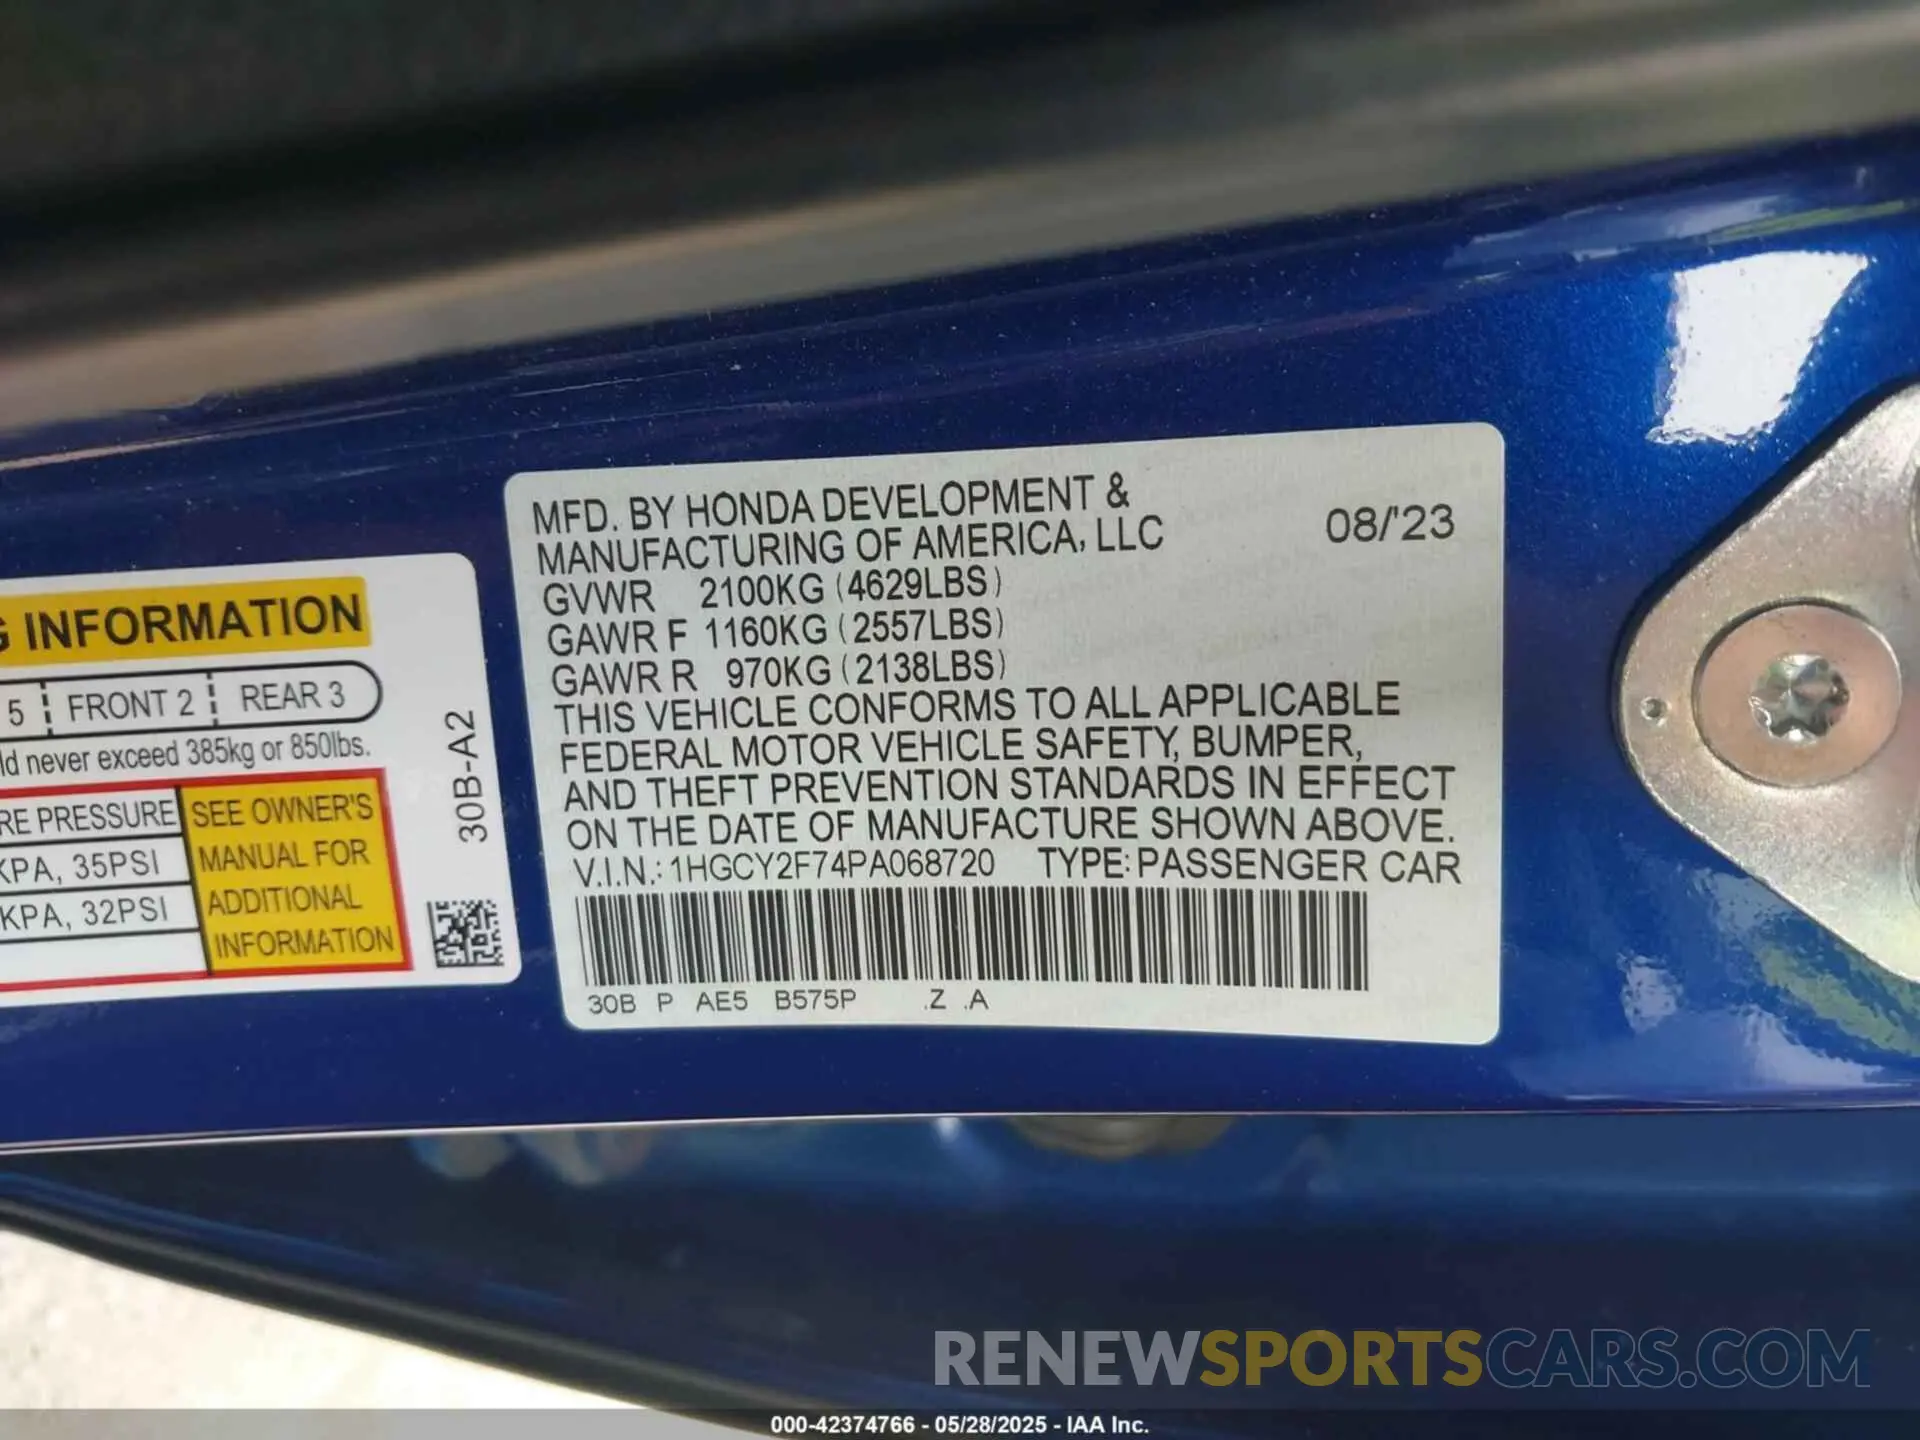 G INFORMATION
5 FRONT 2 REAR 3
ld never exceed 385kg or 850lbs.
RE PRESSURE
KPA, 35PSI
KPA, 32PSI
SEE OWNER'S
MANUAL FOR
ADDITIONAL
INFORMATION
30B-A2
MFD. BY HONDA DEVELOPMENT &
MANUFACTURING OF AMERICA, LLC 08/'23
GVWR 2100KG (4629LBS)
GAWR F 1160KG (2557LBS)
GAWR R 970KG (2138LBS)
THIS VEHICLE CONFORMS TO ALL APPLICABLE
FEDERAL MOTOR VEHICLE SAFETY, BUMPER,
AND THEFT PREVENTION STANDARDS IN EFFECT
ON THE DATE OF MANUFACTURE SHOWN ABOVE.
V.I.N.: 1HGCY2F74PA068720 TYPE: PASSENGER CAR
30B P AE5 B575P .Z .A
RENEWSPORTSCARS.COM
000-42374766 - 05/28/2025 - IAA Inc.